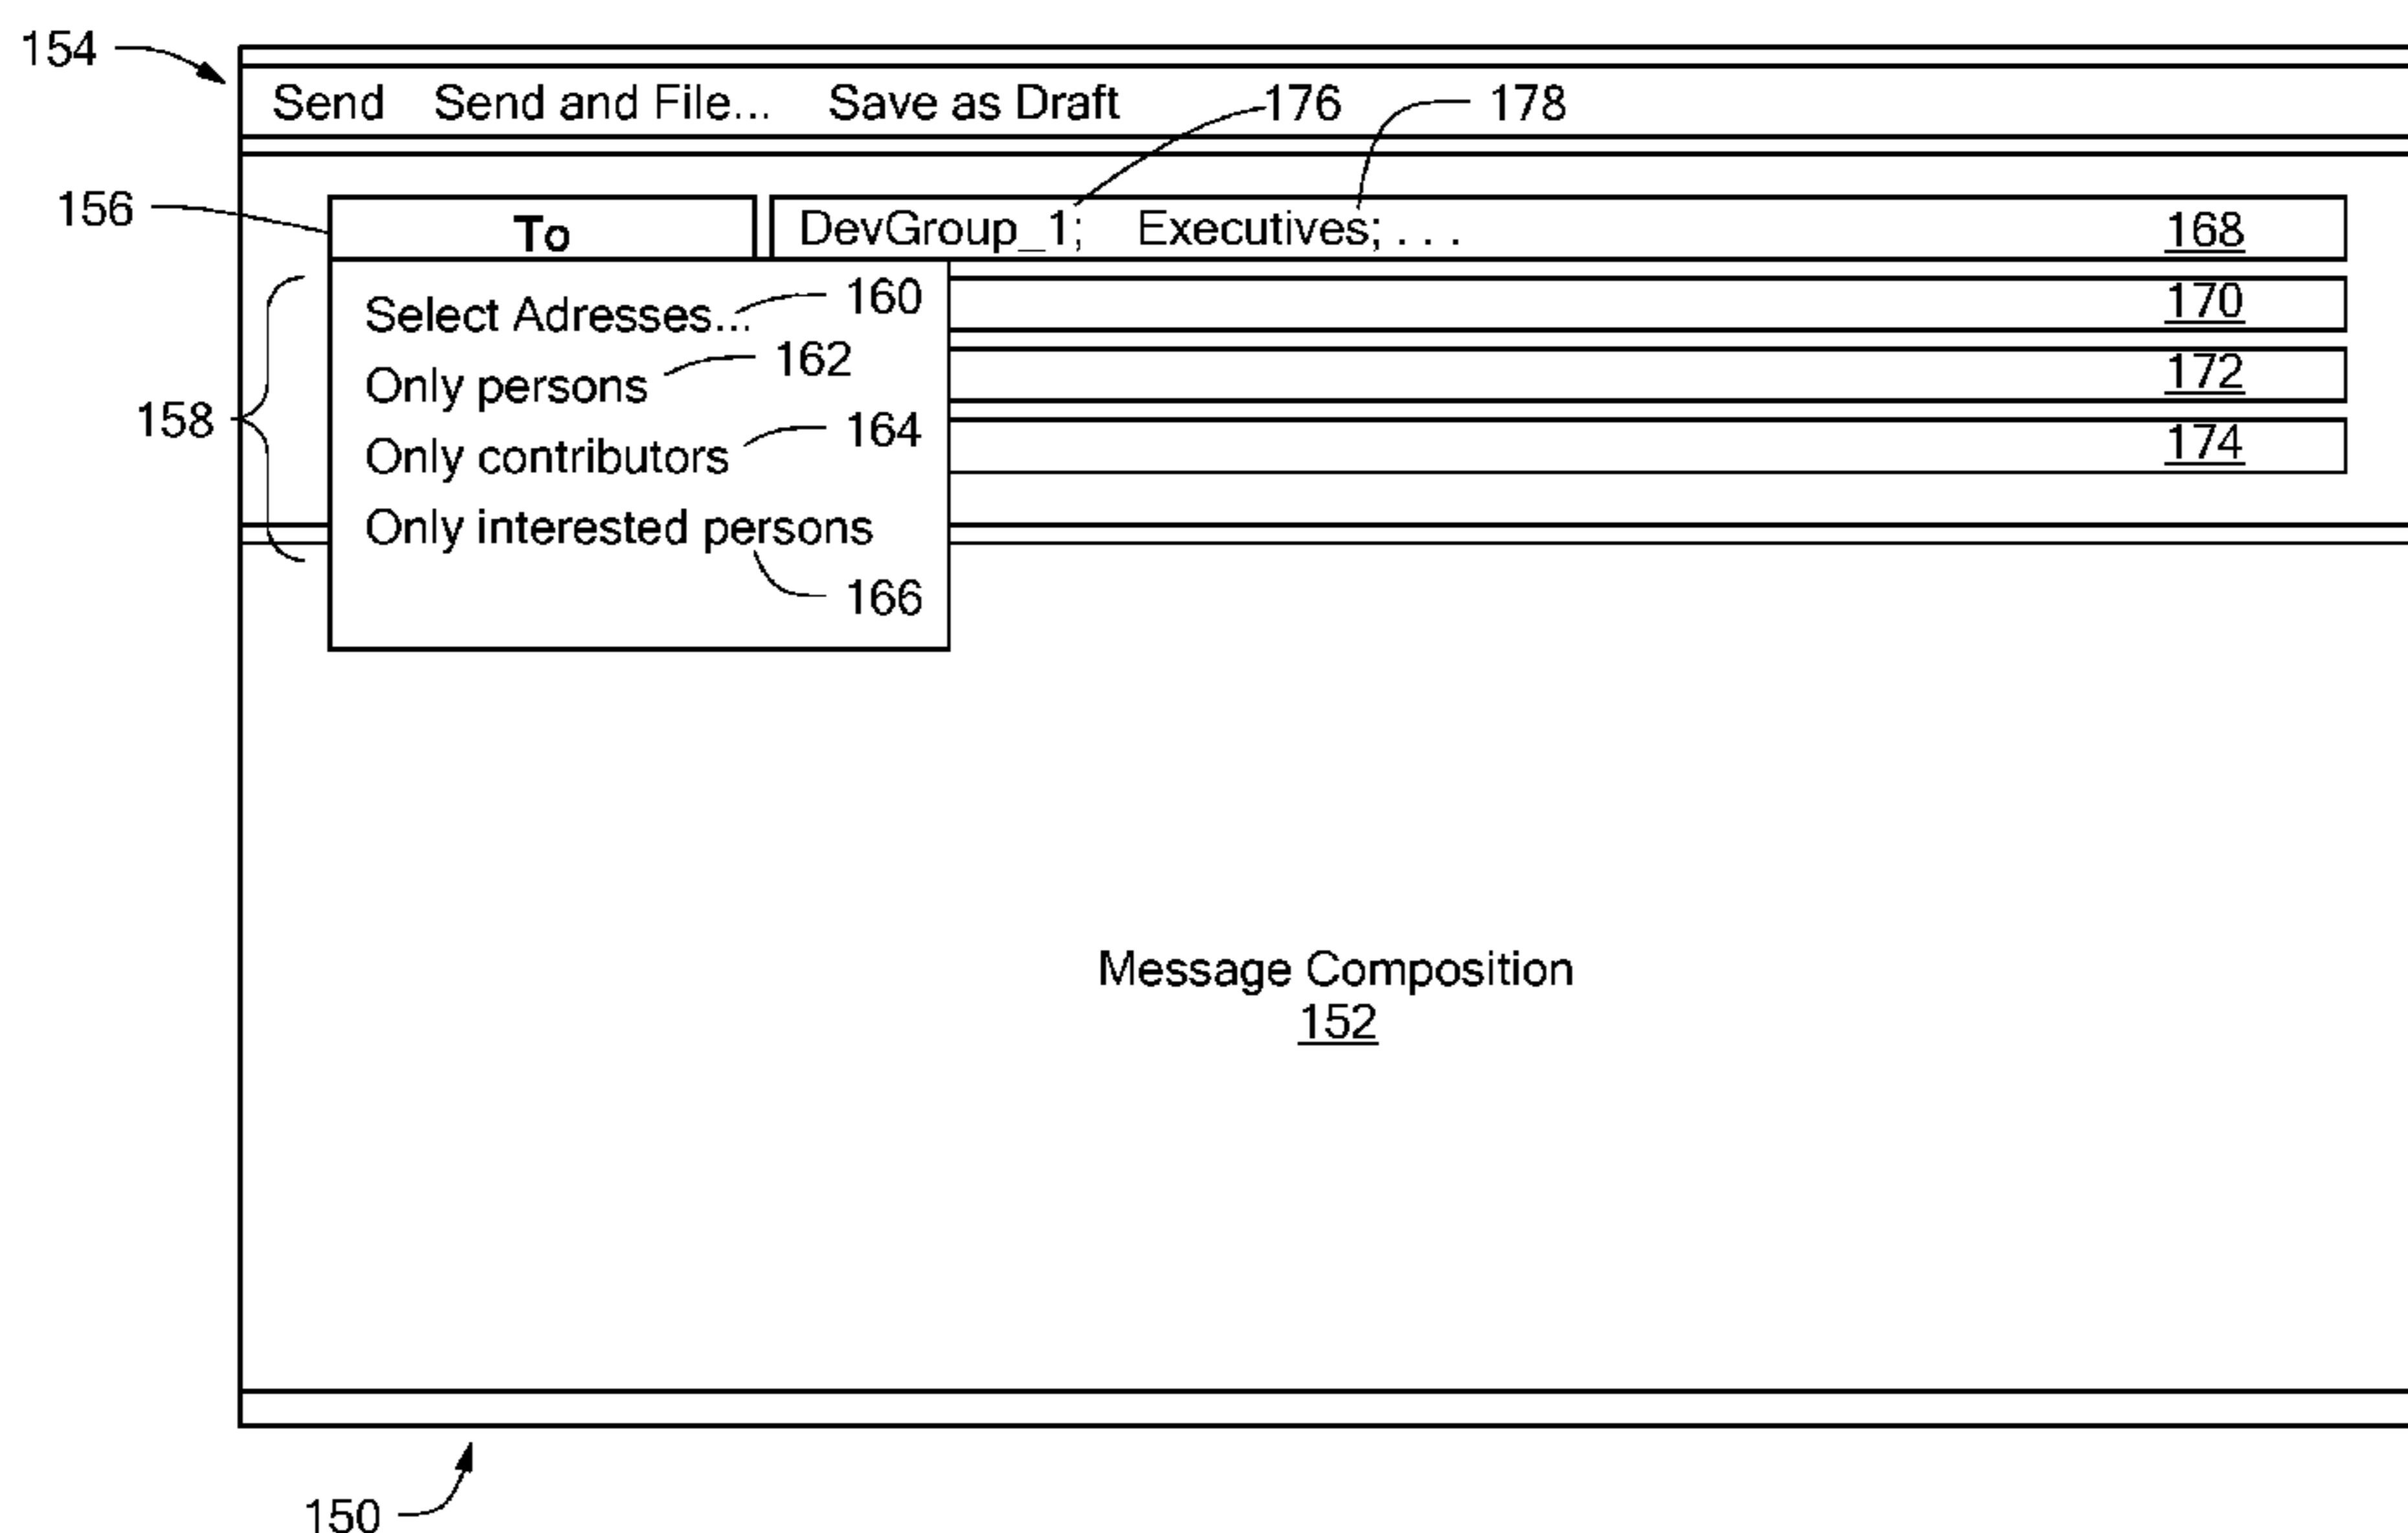 154
Send Send and File... Save as Draft 176 178
156 To DevGroup_1; Executives; . . . 168
Select Adresses... 160 170
Only persons 162 172
158 Only contributors 164 174
Only interested persons
166
Message Composition
152
150